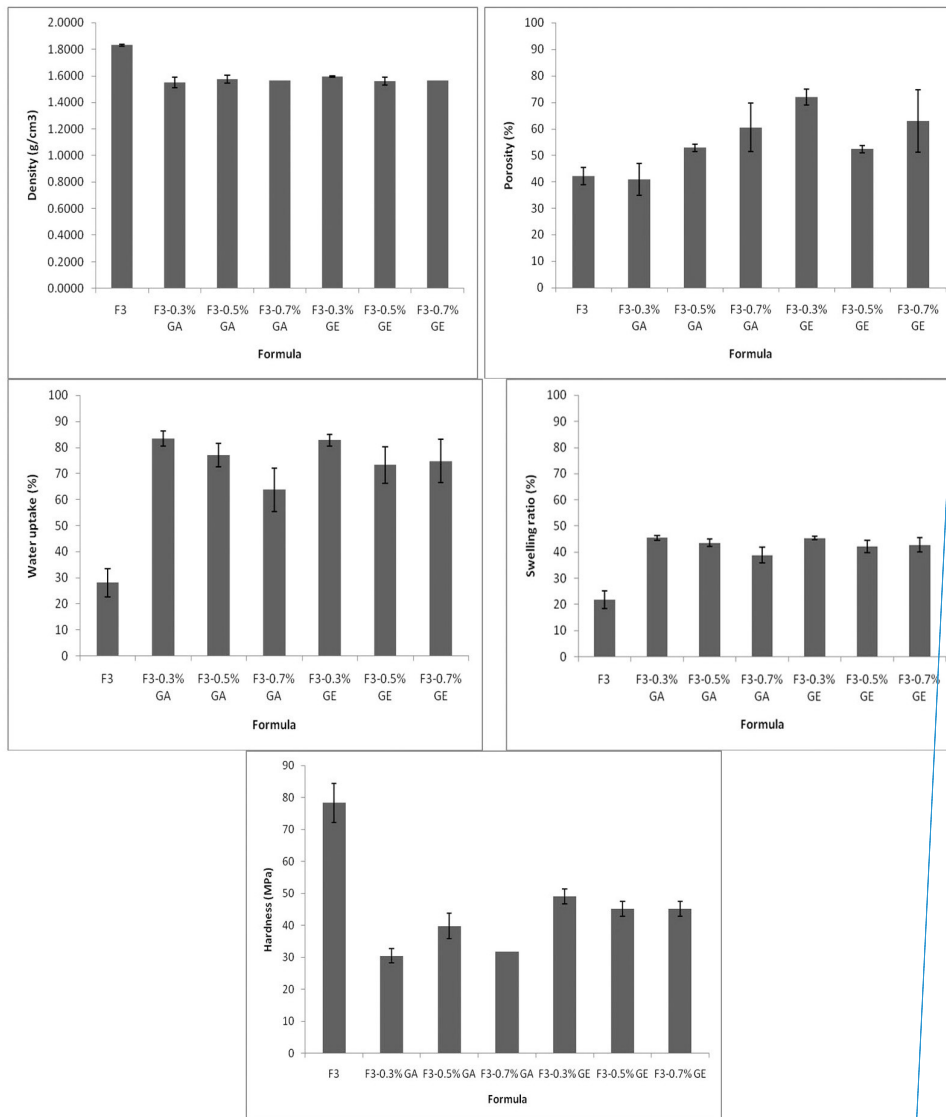 2.0000
1.8000
1.6000
1.4000
1.2000
1.0000
0.8000
0.6000
0.4000
0.2000
0.0000
Density (g/cm3)
F3 F3-0.3% F3-0.5% F3-0.7% F3-0.3% F3-0.5% F3-0.7%
GA GA GA GE GE GE
Formula
100
90
80
70
60
50
40
30
20
10
0
Porosity (%)
F3 F3-0.3% F3-0.5% F3-0.7% F3-0.3% F3-0.5% F3-0.7%
GA GA GA GE GE GE
Formula
100
90
80
70
60
50
40
30
20
10
0
Water uptake (%)
F3 F3-0.3% F3-0.5% F3-0.7% F3-0.3% F3-0.5% F3-0.7%
GA GA GA GE GE GE
Formula
100
90
80
70
60
50
40
30
20
10
0
Swelling ratio (%)
F3 F3-0.3% F3-0.5% F3-0.7% F3-0.3% F3-0.5% F3-0.7%
GA GA GA GE GE GE
Formula
90
80
70
60
50
40
30
20
10
0
Hardness (MPa)
F3 F3-0.3% GA F3-0.5% GA F3-0.7% GA F3-0.3% GE F3-0.5% GE F3-0.7% GE
Formula